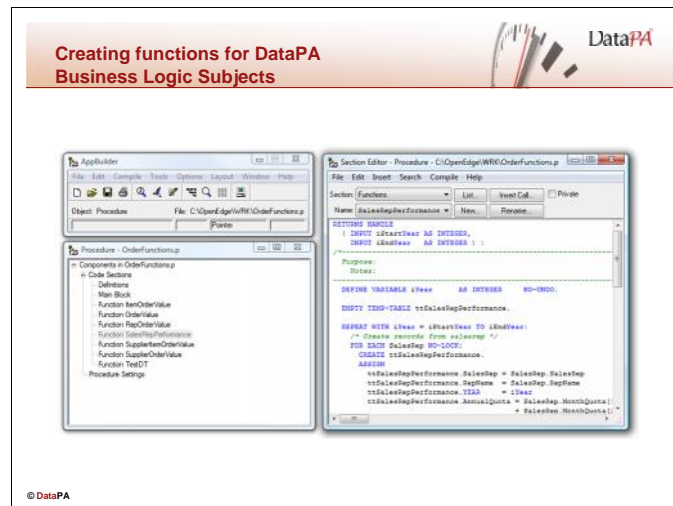 Creating functions for DataPA
Business Logic Subjects
DataPA
AppBuilder
File Edit Compile Tools Options Layout Window Help
Object: Procedure File: C:\OpenEdge\WRK\OrderFunctions.p
Pointer
Procedure - OrderFunctions.p
Components in OrderFunctions.p
Code Sections
Definitions
Main Block
Function ItemOrderValue
Function OrderValue
Function RepOrderValue
Function SalesRepPerformance
Function SupplierItemOrderValue
Function SupplierOrderValue
Function TestDT
Procedure Settings
Section Editor - Procedure - C:\OpenEdge\WRK\OrderFunctions.p
File Edit Insert Search Compile Help
Section: Functions List... Insert Call... Private
Name: SalesRepPerformance New... Rename...
RETURNS HANDLE
( INPUT iStartYear AS INTEGER,
INPUT iEndYear AS INTEGER ) :
/*------------------------------------------------------------
Purpose:
Notes:
------------------------------------------------------------
DEFINE VARIABLE iYear AS INTEGER NO-UNDO.
EMPTY TEMP-TABLE ttSalesRepPerformance.
REPEAT WITH iYear = iStartYear TO iEndYear:
/* Create records from salesrep */
FOR EACH SalesRep NO-LOCK:
CREATE ttSalesRepPerformance.
ASSIGN
ttSalesRepPerformance.SalesRep = SalesRep.SalesRep
ttSalesRepPerformance.RepName = SalesRep.RepName
ttSalesRepPerformance.YEAR = iYear
ttSalesRepPerformance.AnnualQuota = SalesRep.MonthQuota[
+ SalesRep.MonthQuota[
© DataPA